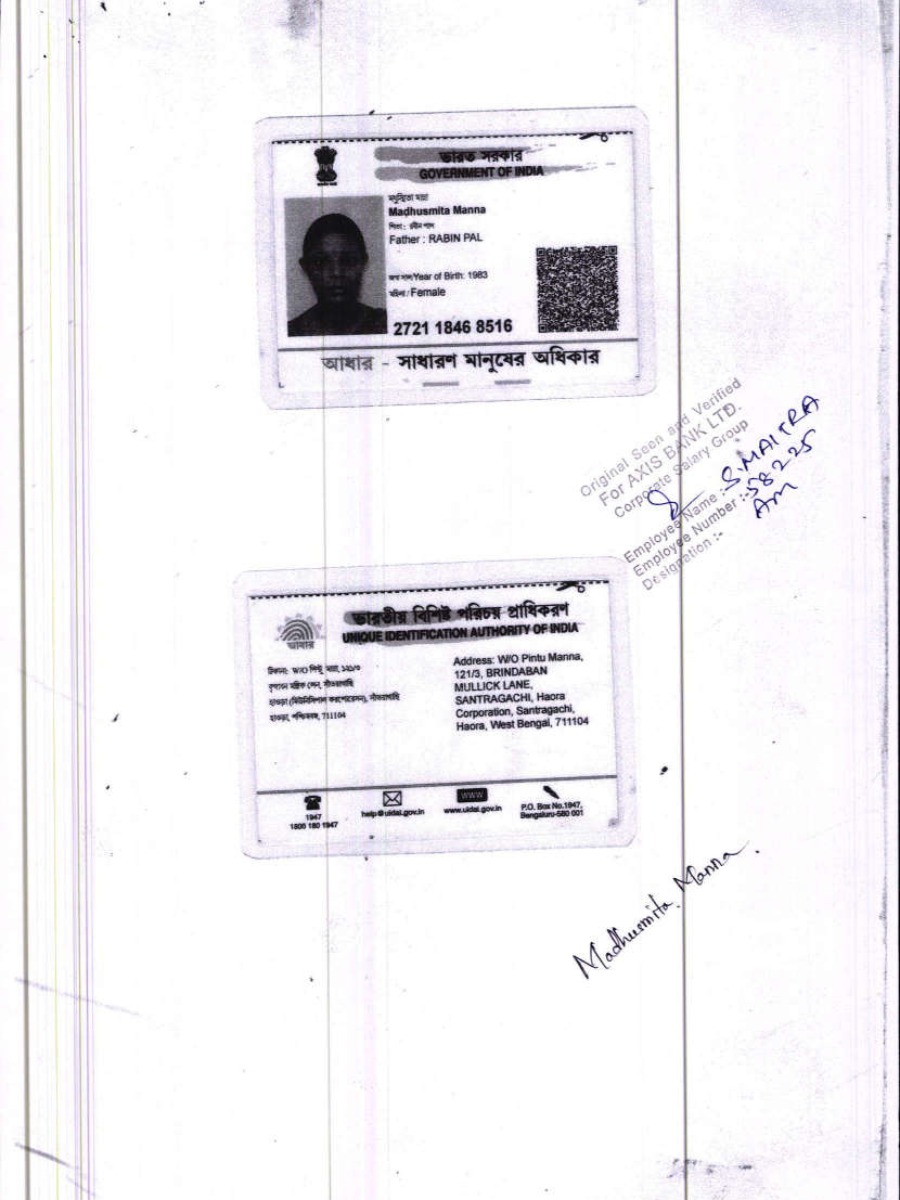 ভারত সরকার
GOVERNMENT OF INDIA
মধুস্মিতা মান্না
Madhusmita Manna
পিতা : রবীন পাল
Father : RABIN PAL
জন্ম সাল/Year of Birth: 1983
মহিলা / Female
2721 1846 8516
আধার - সাধারণ মানুষের অধিকার
Original Seen and Verified
For AXIS BANK LTD.
Corporate Salary Group
Employee Name :- S. MAITRA
Employee Number :- 58225
Designation :- AM
ভারতীয় বিশিষ্ট পরিচয় প্রাধিকরণ
UNIQUE IDENTIFICATION AUTHORITY OF INDIA
আধার
ঠিকানা: W/O পিন্টু মান্না, ১২১/৩
বৃন্দাবন মল্লিক লেন, সাঁতরাগাছি
হাওড়া (মিউনিসিপাল করপোরেশন), সাঁতরাগাছি
হাওড়া, পশ্চিমবঙ্গ, 711104
Address: W/O Pintu Manna,
121/3, BRINDABAN
MULLICK LANE,
SANTRAGACHI, Haora
Corporation, Santragachi,
Haora, West Bengal, 711104
1947
1800 180 1947
help@uidai.gov.in
WWW
www.uidai.gov.in
P.O. Box No.1947,
Bengaluru-560 001
Madhusmita Manna.